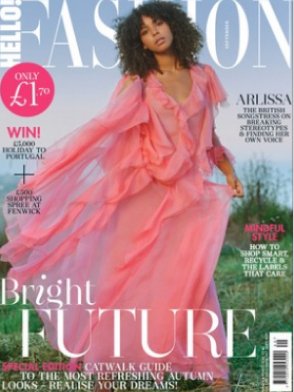 HELLO!
FASHION
SEPTEMBER
ONLY
£1.70
WIN!
£5,000
HOLIDAY TO
PORTUGAL
+
£500
SHOPPING
SPREE AT
FENWICK
ARLISSA
THE BRITISH
SONGSTRESS ON
BREAKING
STEREOTYPES
& FINDING HER
OWN VOICE
MINDFUL
STYLE
HOW TO
SHOP SMART,
RECYCLE &
THE LABELS
THAT CARE
Bright
FUTURE
SPECIAL EDITION CATWALK GUIDE
TO THE MOST REFRESHING AUTUMN
LOOKS – REALISE YOUR DREAMS!